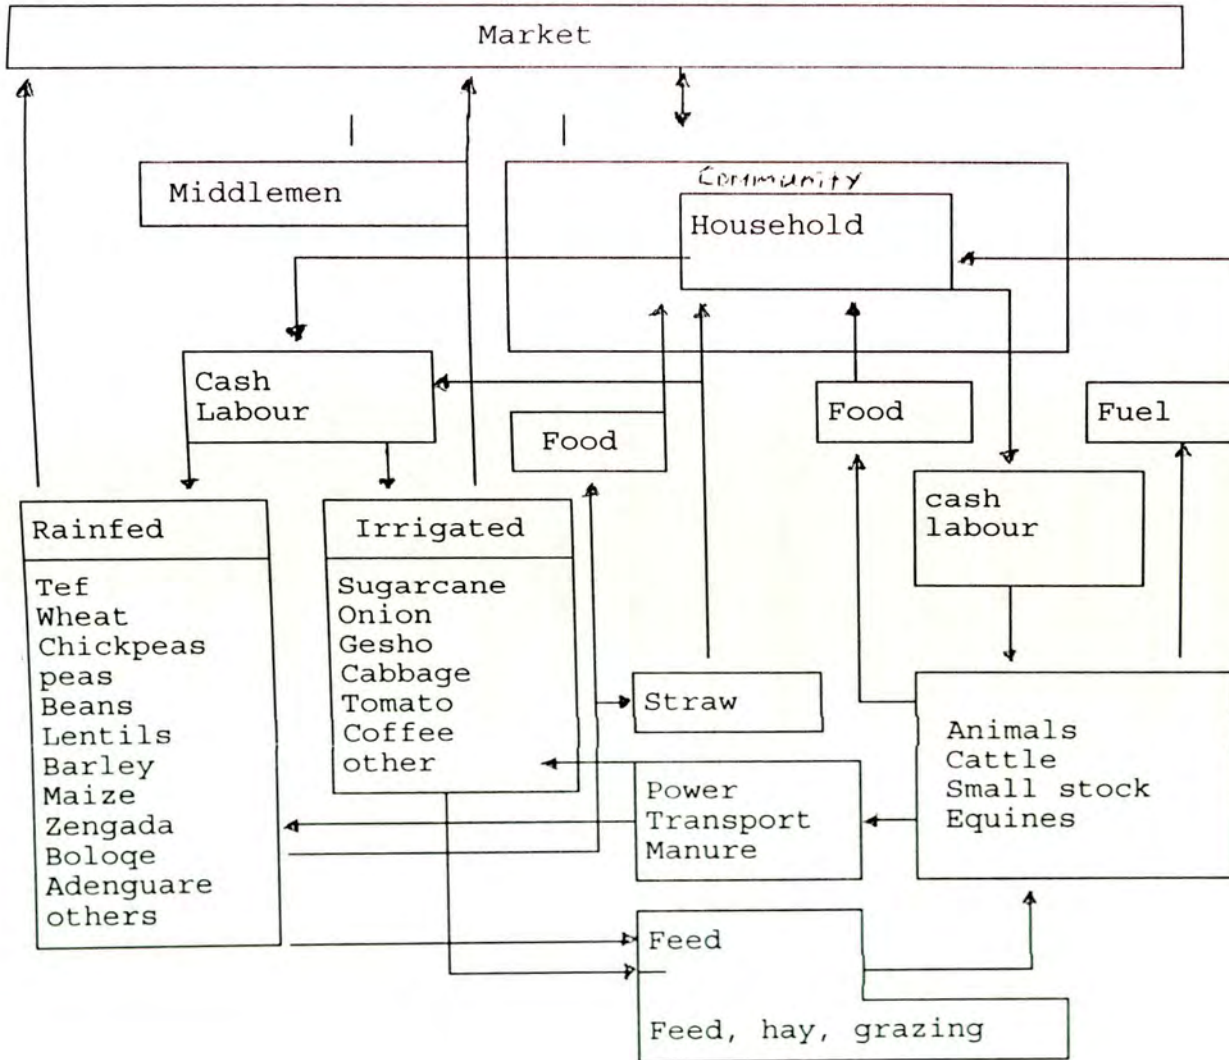 Market
Middlemen
Community
Household
Cash
Labour
Food
Food
Fuel
cash
labour
Rainfed
Tef
Wheat
Chickpeas
peas
Beans
Lentils
Barley
Maize
Zengada
Boloqe
Adenguare
others
Irrigated
Sugarcane
Onion
Gesho
Cabbage
Tomato
Coffee
other
Straw
Power
Transport
Manure
Animals
Cattle
Small stock
Equines
Feed
Feed, hay, grazing